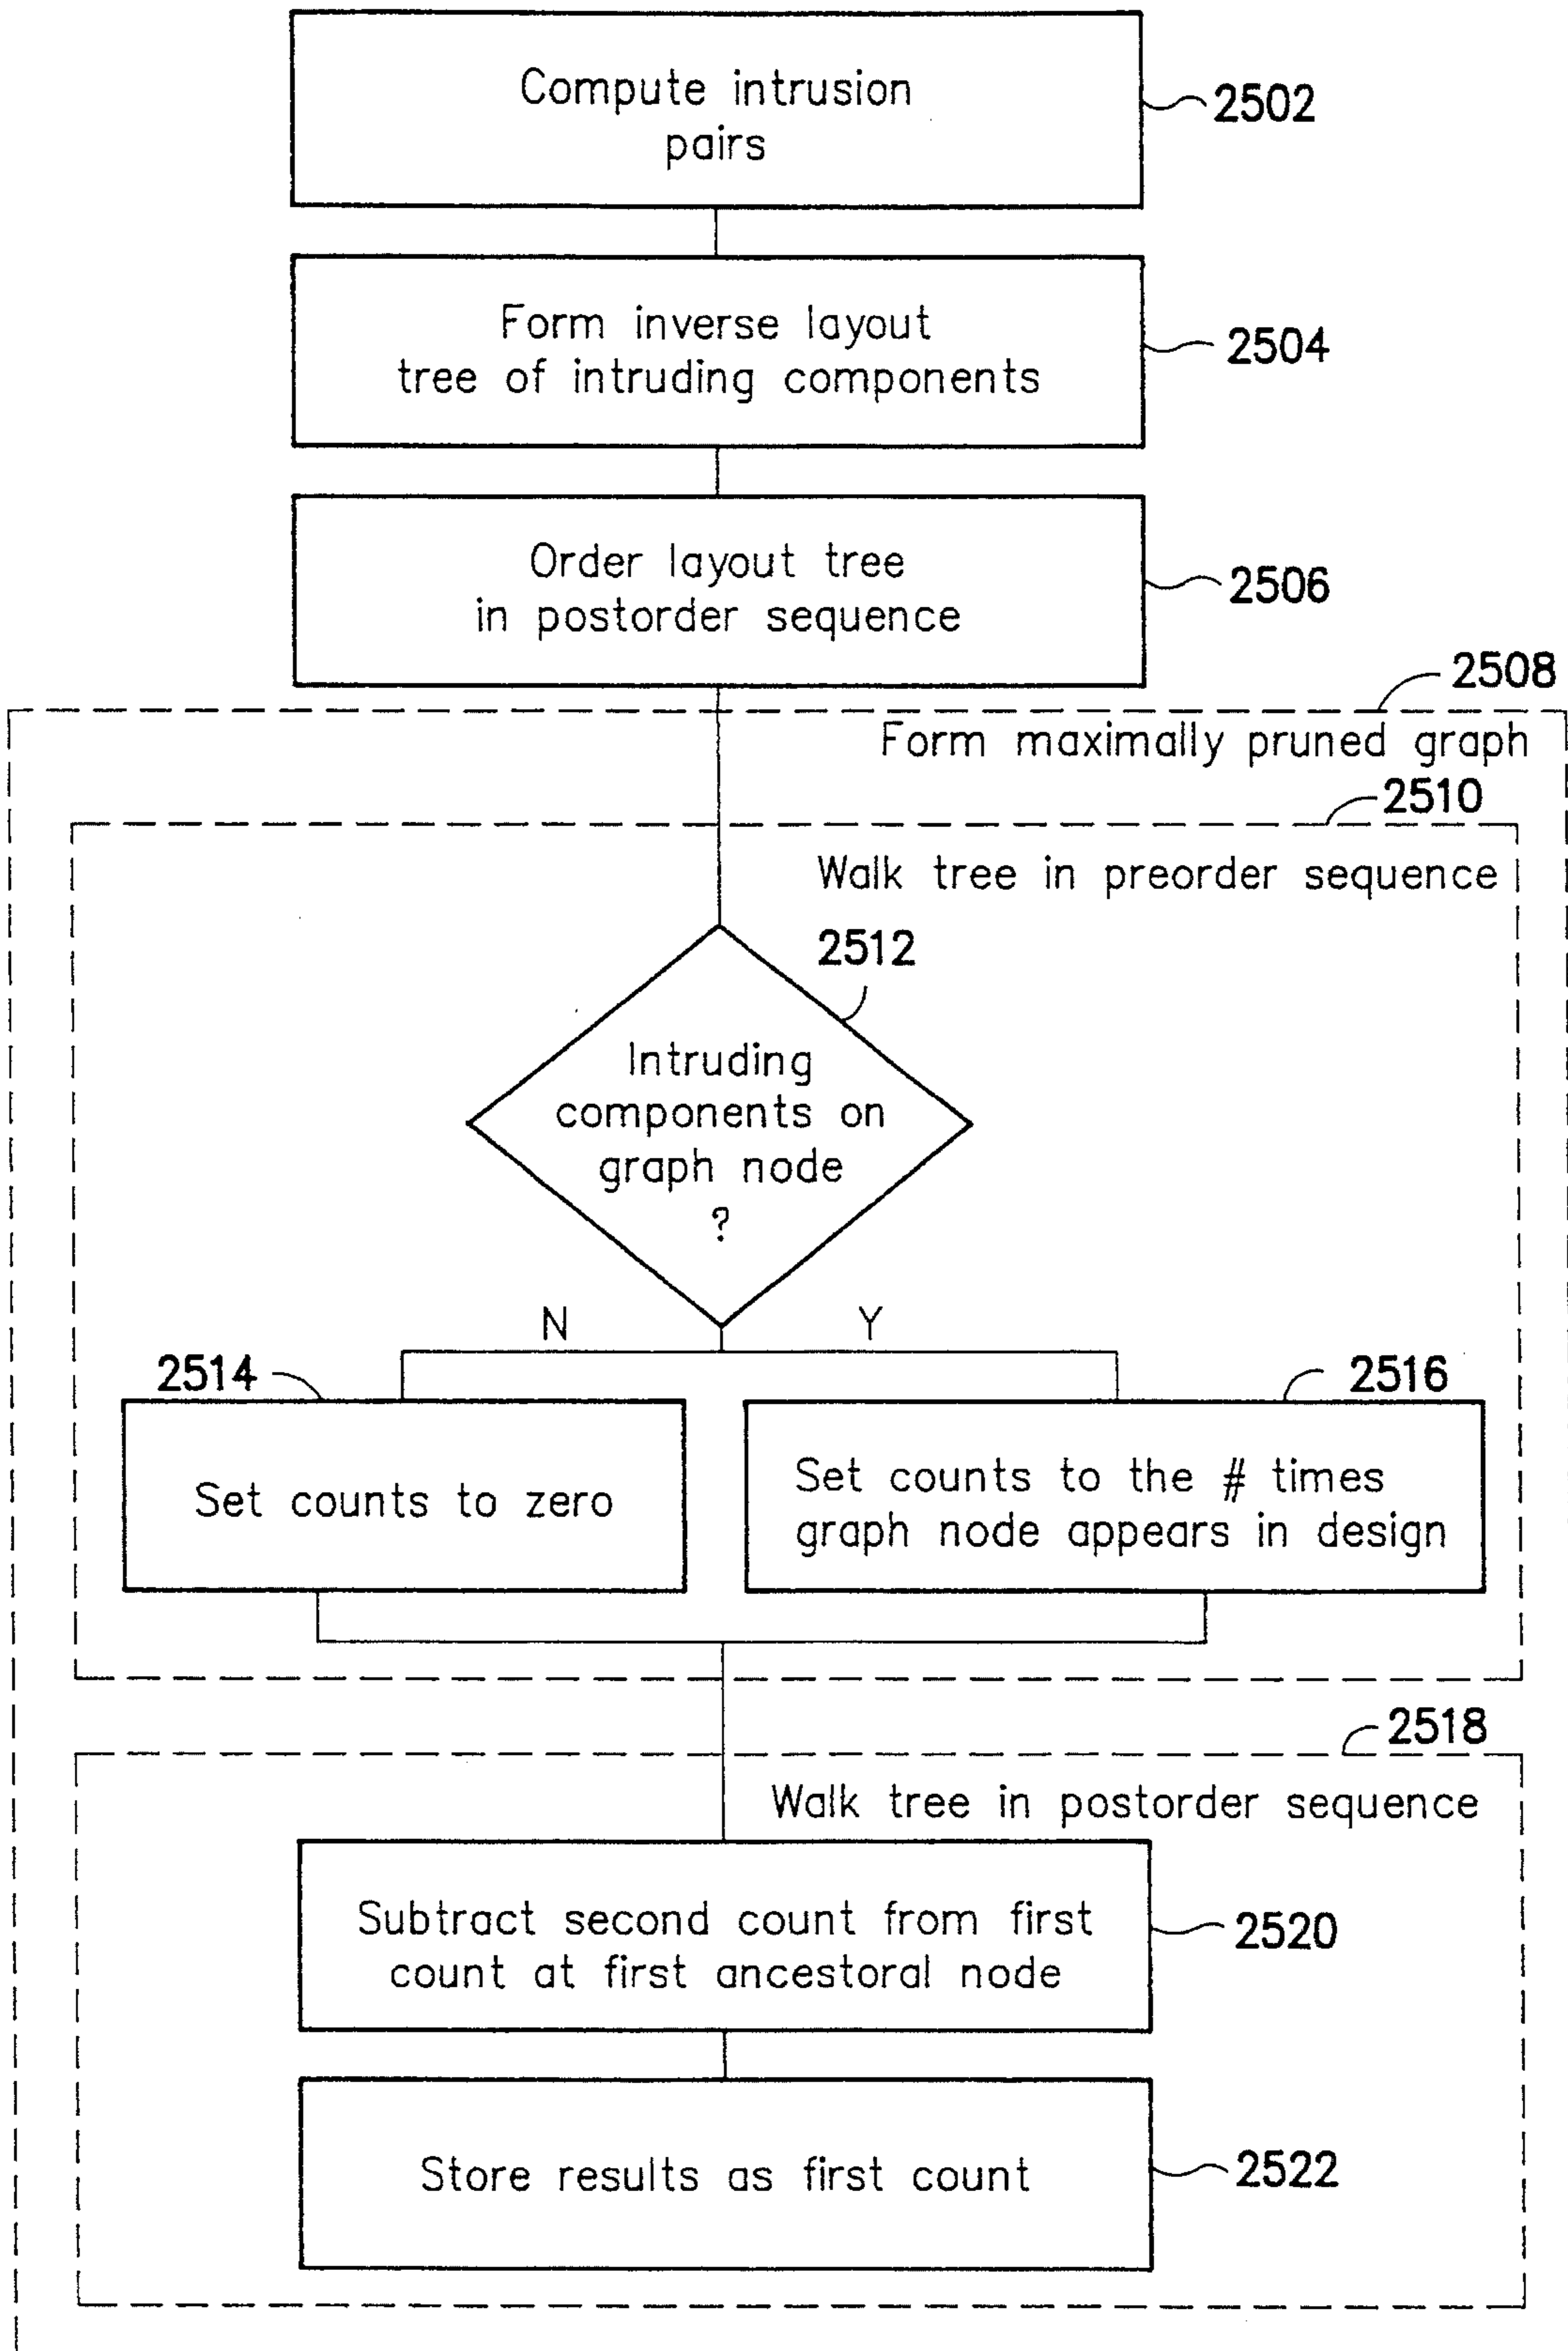 Compute intrusion
pairs
2502
Form inverse layout
tree of intruding components
2504
Order layout tree
in postorder sequence
2506
2508
Form maximally pruned graph
2510
Walk tree in preorder sequence
2512
Intruding
components on
graph node
?
N
Y
2514
2516
Set counts to zero
Set counts to the # times
graph node appears in design
2518
Walk tree in postorder sequence
Subtract second count from first
count at first ancestoral node
2520
Store results as first count
2522